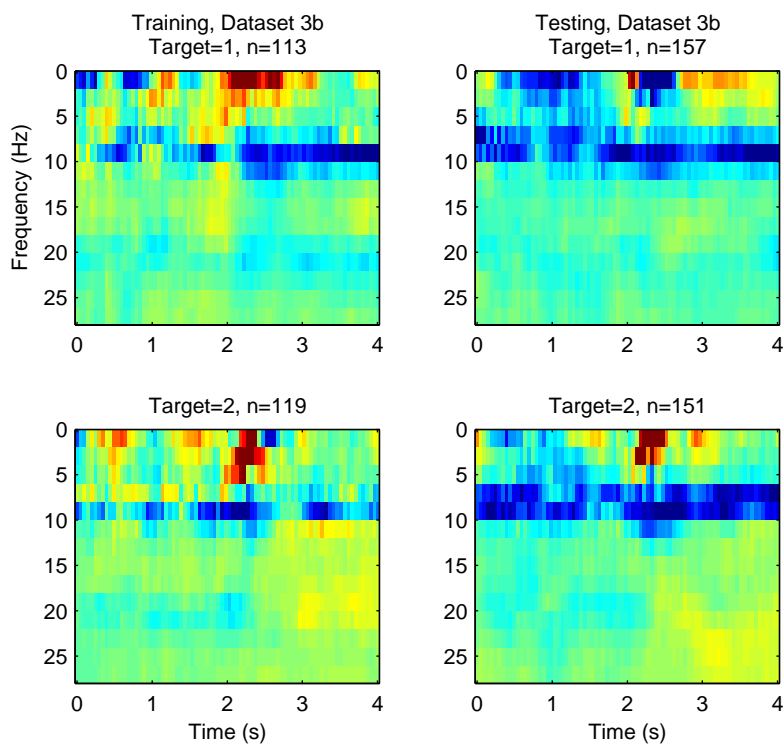 Training, Dataset 3b
Target=1, n=113
Testing, Dataset 3b
Target=1, n=157
Frequency (Hz)
0
5
10
15
20
25
0 1 2 3 4
0
5
10
15
20
25
0 1 2 3 4
Target=2, n=119
Target=2, n=151
Frequency (Hz)
0
5
10
15
20
25
0 1 2 3 4
Time (s)
0
5
10
15
20
25
0 1 2 3 4
Time (s)